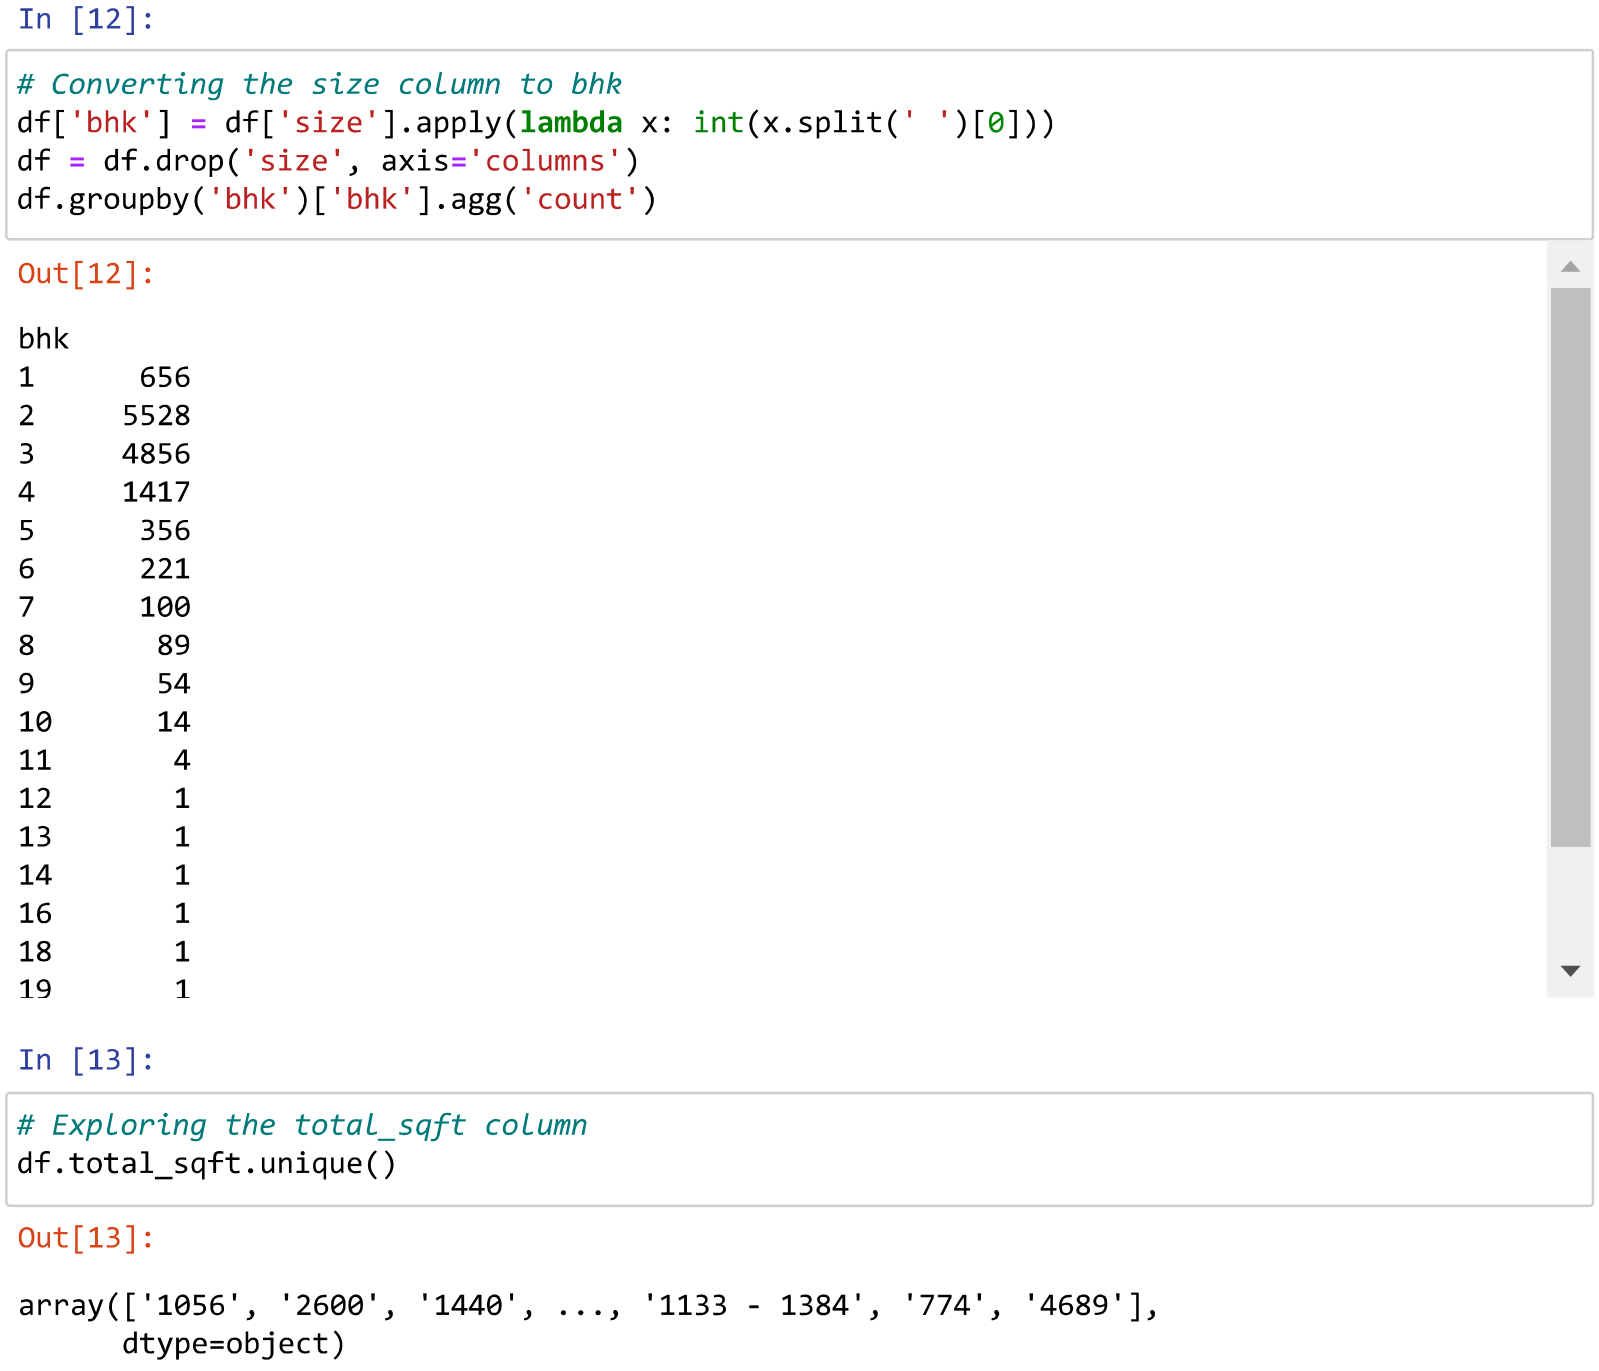 In [12]:
# Converting the size column to bhk
df['bhk'] = df['size'].apply(lambda x: int(x.split(' ')[0]))
df = df.drop('size', axis='columns')
df.groupby('bhk')['bhk'].agg('count')
Out[12]:
bhk
1      656
2     5528
3     4856
4     1417
5      356
6      221
7      100
8       89
9       54
10      14
11       4
12       1
13       1
14       1
16       1
18       1
19       1
In [13]:
# Exploring the total_sqft column
df.total_sqft.unique()
Out[13]:
array(['1056', '2600', '1440', ..., '1133 - 1384', '774', '4689'],
      dtype=object)